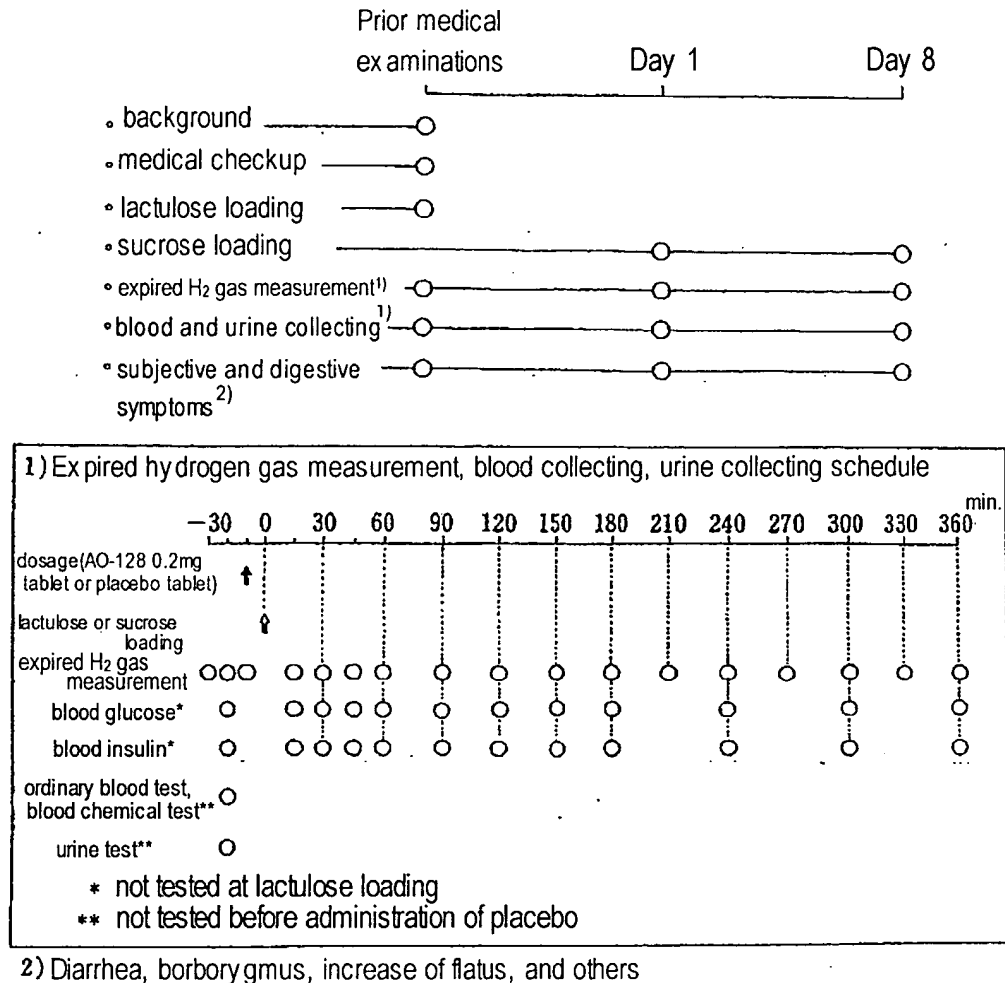 Prior medical
examinations Day 1 Day 8
∘ background
∘ medical checkup
∘ lactulose loading
∘ sucrose loading
∘ expired H₂ gas measurement¹⁾
∘ blood and urine collecting¹⁾
∘ subjective and digestive
symptoms²⁾
1) Expired hydrogen gas measurement, blood collecting, urine collecting schedule
min.
−30 0 30 60 90 120 150 180 210 240 270 300 330 360
dosage(AO-128 0.2mg
tablet or placebo tablet)
lactulose or sucrose
loading
expired H₂ gas
measurement
blood glucose*
blood insulin*
ordinary blood test,
blood chemical test**
urine test**
* not tested at lactulose loading
** not tested before administration of placebo
2) Diarrhea, borborygmus, increase of flatus, and others